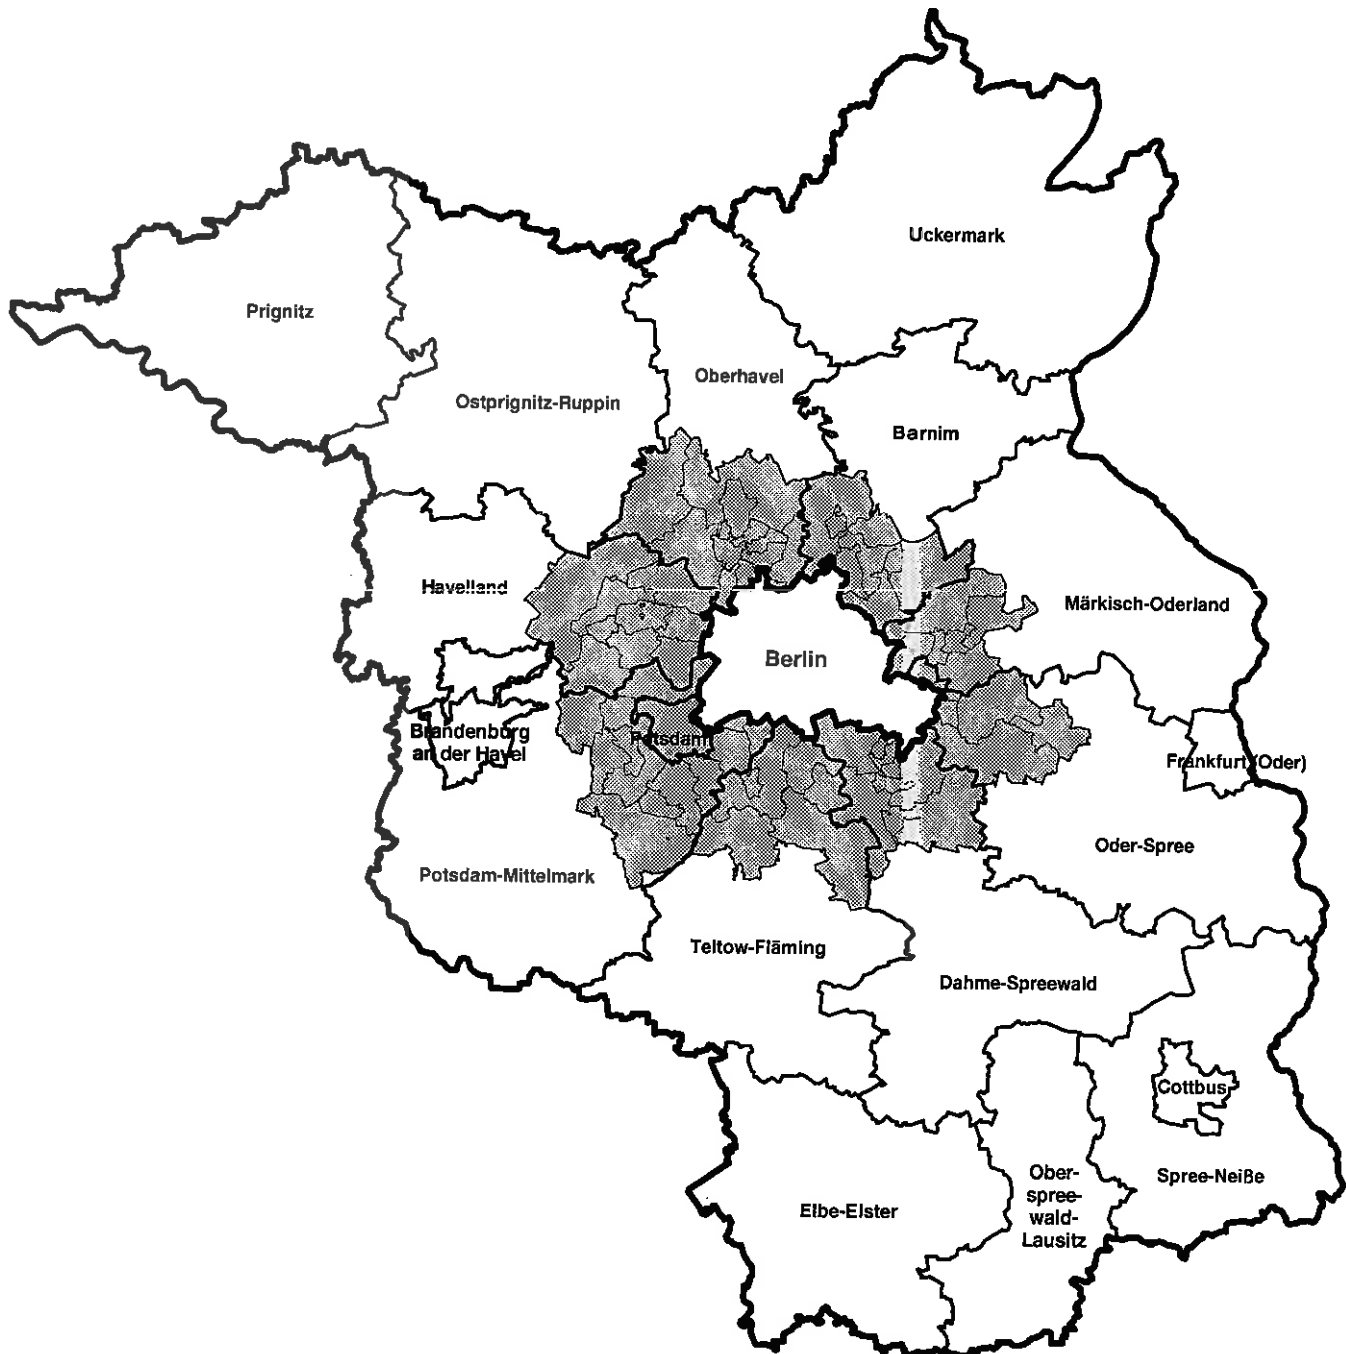 Uckermark
Prignitz
Oberhavel
Ostprignitz-Ruppin
Barnim
Havelland
Märkisch-Oderland
Berlin
Brandenburg
an der Havel
Potsdam
Frankfurt (Oder)
Oder-Spree
Potsdam-Mittelmark
Teltow-Fläming
Dahme-Spreewald
Cottbus
Ober-
spree-
wald-
Lausitz
Spree-Neiße
Elbe-Elster